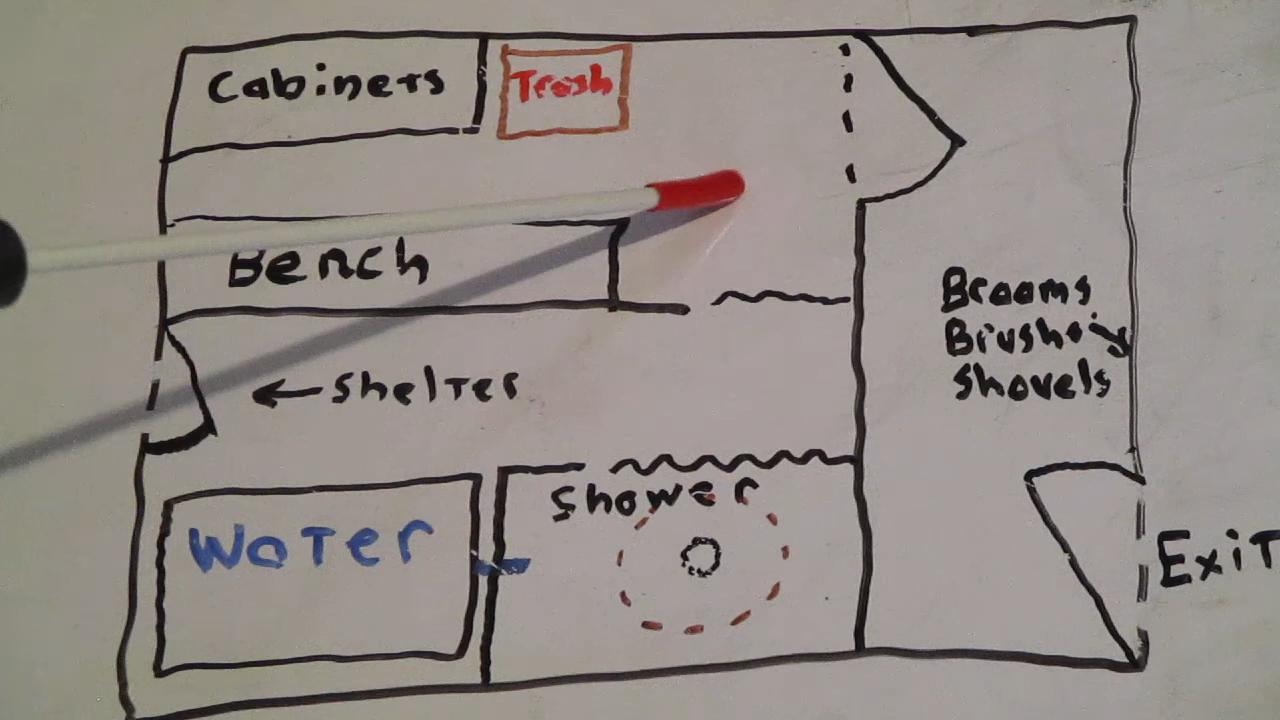 Cabinets
Trash
Bench
Brooms
Brushes
Shovels
← Shelter
Shower
Water
Exit